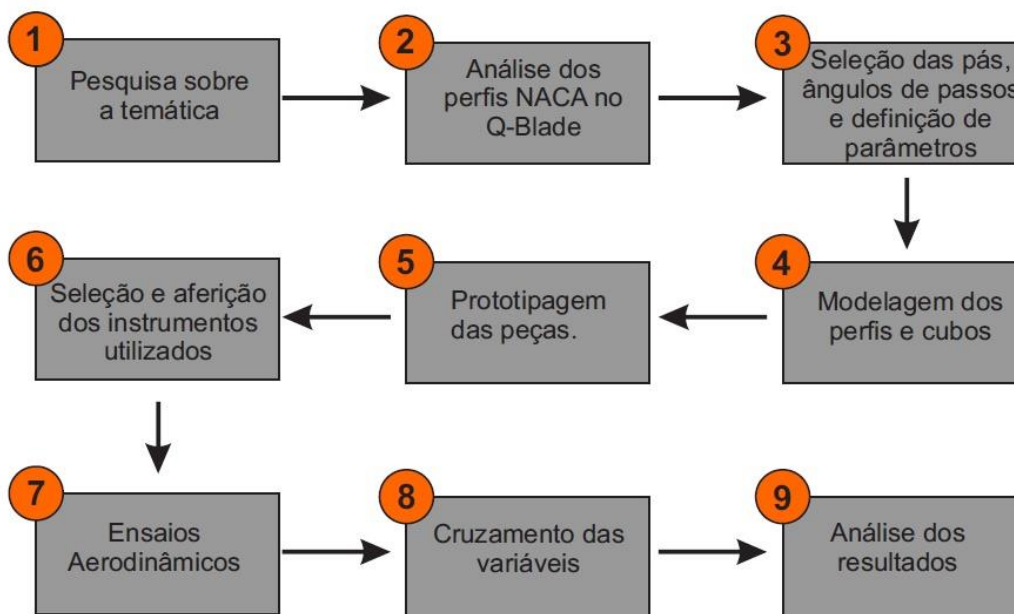 1
Pesquisa sobre
a temática
2
Análise dos
perfis NACA no
Q-Blade
3
Seleção das pás,
ângulos de passos
e definição de
parâmetros
4
Modelagem dos
perfis e cubos
5
Prototipagem
das peças.
6
Seleção e aferição
dos instrumentos
utilizados
7
Ensaios
Aerodinâmicos
8
Cruzamento das
variáveis
9
Análise dos
resultados